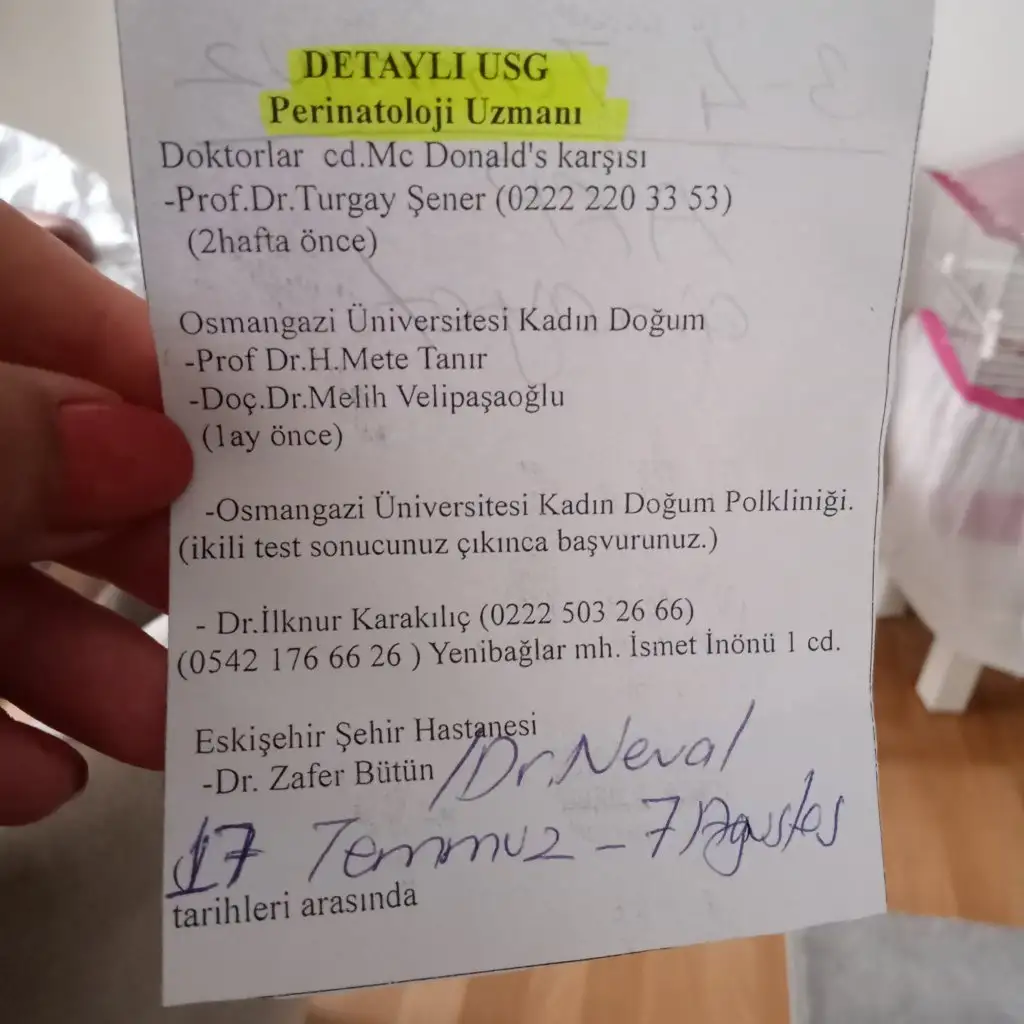 DETAYLI USG
Perinatoloji Uzmanı
Doktorlar cd.Mc Donald's karşısı
-Prof.Dr.Turgay Şener (0222 220 33 53)
(2hafta önce)
Osmangazi Üniversitesi Kadın Doğum
-Prof Dr.H.Mete Tanır
-Doç.Dr.Melih Velipaşaoğlu
(1ay önce)
-Osmangazi Üniversitesi Kadın Doğum Polkliniği.
(ikili test sonucunuz çıkınca başvurunuz.)
- Dr.İlknur Karakılıç (0222 503 26 66)
(0542 176 66 26 ) Yenibağlar mh. İsmet İnönü 1 cd.
Eskişehir Şehir Hastanesi
-Dr. Zafer Bütün /Dr.Neval
17 Temmuz - 7 Ağustos
tarihleri arasında